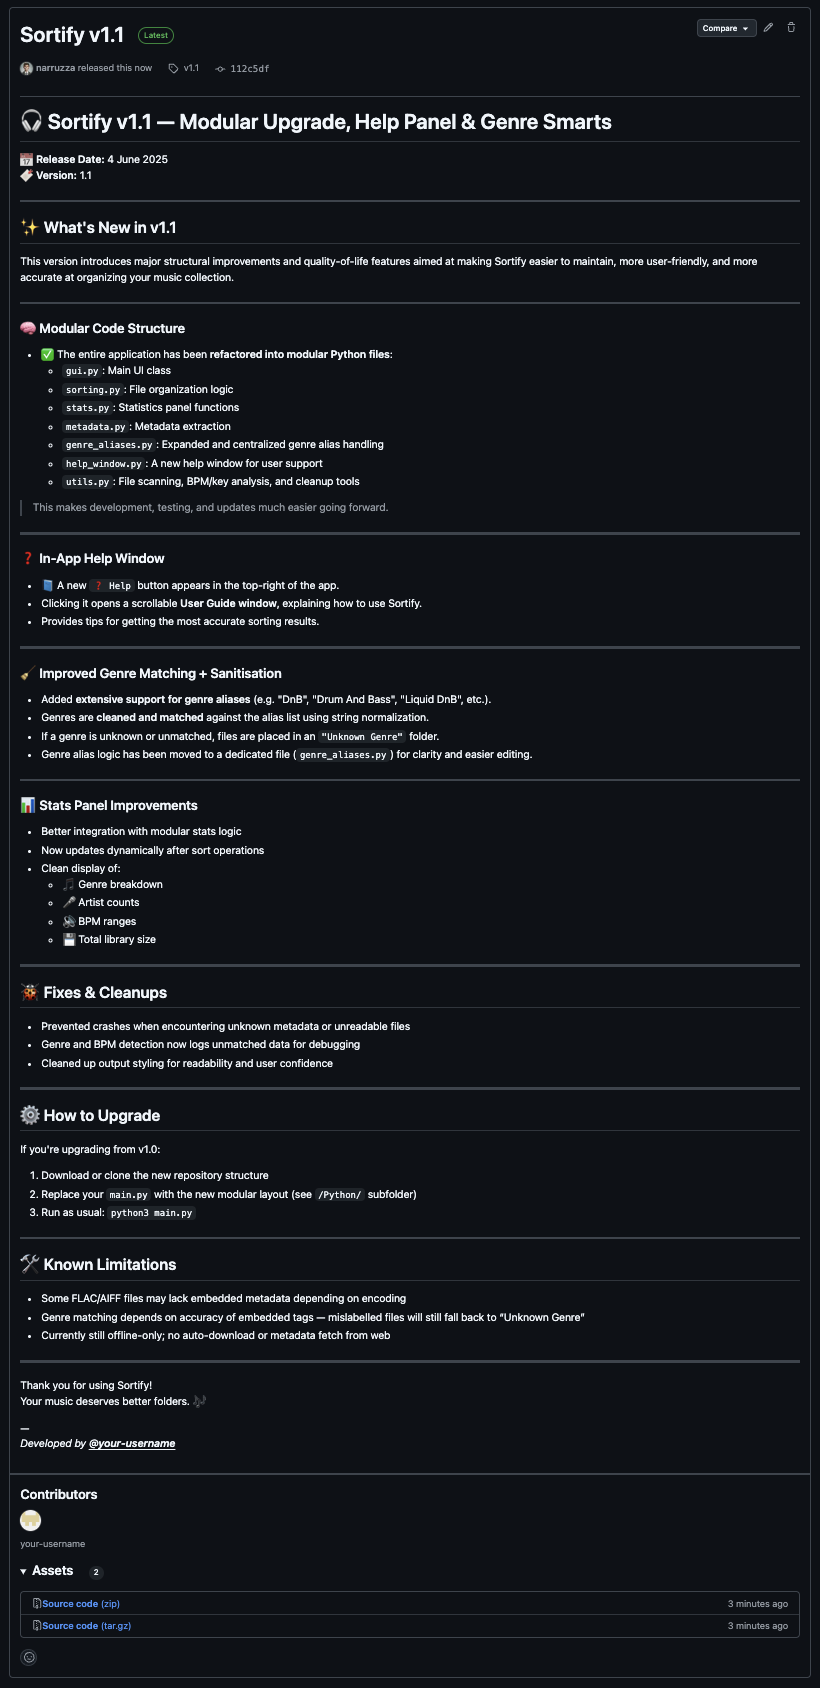 Sortify v1.1 Latest
Compare
narruzza released this now v1.1 112c5df
🎧 Sortify v1.1 — Modular Upgrade, Help Panel & Genre Smarts
📅 Release Date: 4 June 2025
🏷️ Version: 1.1
✨ What's New in v1.1
This version introduces major structural improvements and quality-of-life features aimed at making Sortify easier to maintain, more user-friendly, and more
accurate at organizing your music collection.
🧠 Modular Code Structure
• ✅ The entire application has been refactored into modular Python files:
◦ gui.py : Main UI class
◦ sorting.py : File organization logic
◦ stats.py : Statistics panel functions
◦ metadata.py : Metadata extraction
◦ genre_aliases.py : Expanded and centralized genre alias handling
◦ help_window.py : A new help window for user support
◦ utils.py : File scanning, BPM/key analysis, and cleanup tools
This makes development, testing, and updates much easier going forward.
❓ In-App Help Window
• 📘 A new ❓ Help button appears in the top-right of the app.
• Clicking it opens a scrollable User Guide window, explaining how to use Sortify.
• Provides tips for getting the most accurate sorting results.
🧹 Improved Genre Matching + Sanitisation
• Added extensive support for genre aliases (e.g. "DnB", "Drum And Bass", "Liquid DnB", etc.).
• Genres are cleaned and matched against the alias list using string normalization.
• If a genre is unknown or unmatched, files are placed in an "Unknown Genre" folder.
• Genre alias logic has been moved to a dedicated file ( genre_aliases.py ) for clarity and easier editing.
📊 Stats Panel Improvements
• Better integration with modular stats logic
• Now updates dynamically after sort operations
• Clean display of:
◦ 🎵 Genre breakdown
◦ 🎤 Artist counts
◦ 🔊 BPM ranges
◦ 💾 Total library size
🐞 Fixes & Cleanups
• Prevented crashes when encountering unknown metadata or unreadable files
• Genre and BPM detection now logs unmatched data for debugging
• Cleaned up output styling for readability and user confidence
⚙️ How to Upgrade
If you're upgrading from v1.0:
1. Download or clone the new repository structure
2. Replace your main.py with the new modular layout (see /Python/ subfolder)
3. Run as usual: python3 main.py
🛠️ Known Limitations
• Some FLAC/AIFF files may lack embedded metadata depending on encoding
• Genre matching depends on accuracy of embedded tags — mislabelled files will still fall back to “Unknown Genre”
• Currently still offline-only; no auto-download or metadata fetch from web
Thank you for using Sortify!
Your music deserves better folders. 🎶
—
Developed by @your-username
Contributors
your-username
Assets 2
Source code (zip) 3 minutes ago
Source code (tar.gz) 3 minutes ago